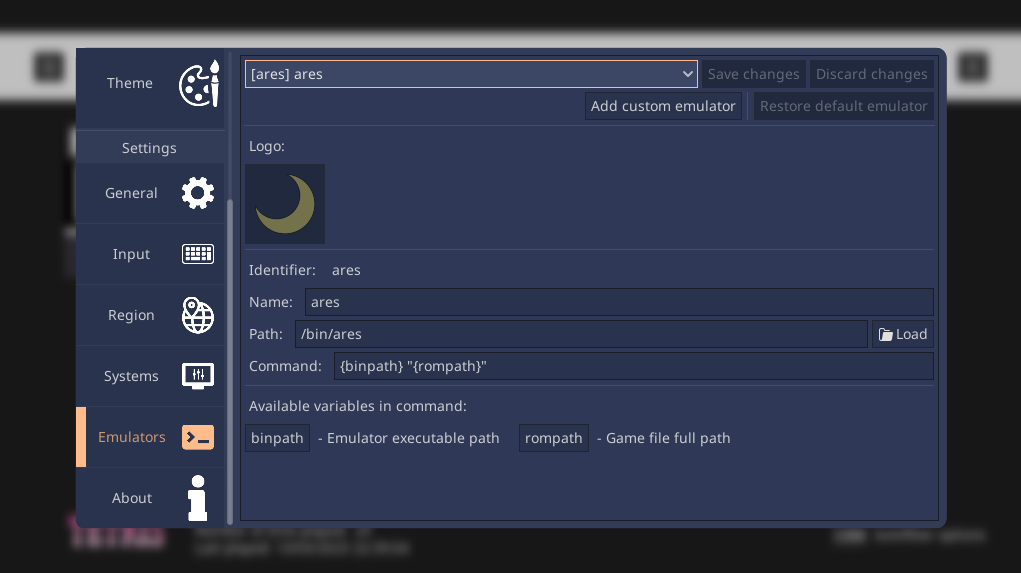 Theme
Settings
General
Input
Region
Systems
Emulators
About
[ares] ares
Save changes
Discard changes
Add custom emulator
Restore default emulator
Logo:
Identifier: ares
Name: ares
Path: /bin/ares
Load
Command: {binpath} "{rompath}"
Available variables in command:
binpath - Emulator executable path rompath - Game file full path